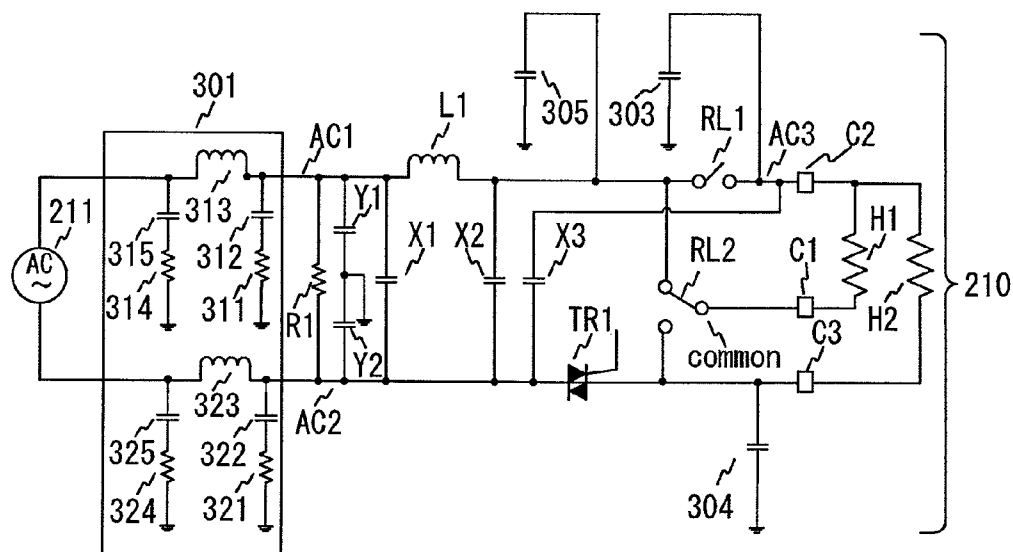 305
303
301
L1
RL1
AC3
C2
AC1
211
AC
~
313
315
312
314
311
Y1
X1
X2
X3
H1
R1
Y2
RL2
C1
H2
210
TR1
common
C3
323
AC2
325
322
324
321
304